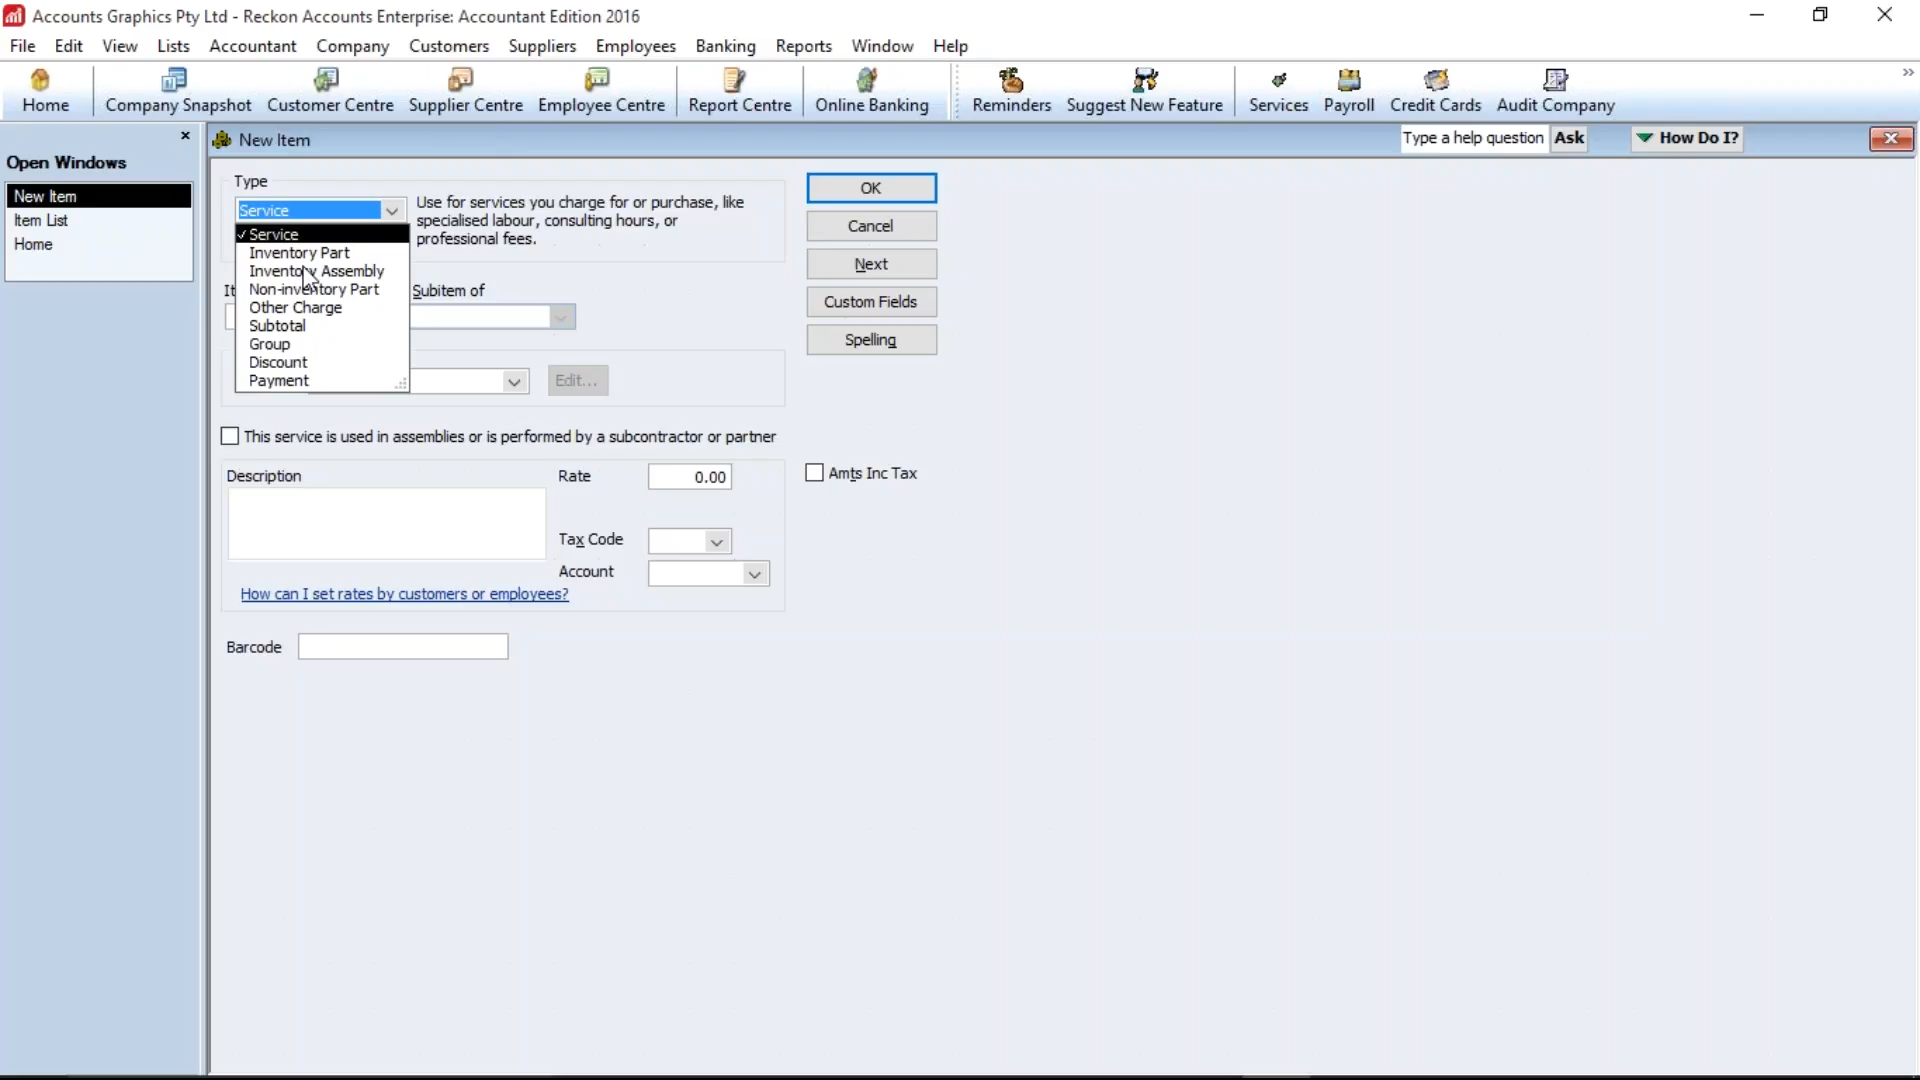 Accounts Graphics Pty Ltd - Reckon Accounts Enterprise: Accountant Edition 2016
File Edit View Lists Accountant Company Customers Suppliers Employees Banking Reports Window Help
Home Company Snapshot Customer Centre Supplier Centre Employee Centre Report Centre Online Banking Reminders Suggest New Feature Services Payroll Credit Cards Audit Company
Open Windows
New Item
Item List
Home
New Item
Type a help question Ask How Do I?
Type
Service
Use for services you charge for or purchase, like
specialised labour, consulting hours, or
professional fees.
Service
Inventory Part
Inventory Assembly
Non-inventory Part
Other Charge
Subtotal
Group
Discount
Payment
It
Subitem of
Edit...
OK
Cancel
Next
Custom Fields
Spelling
This service is used in assemblies or is performed by a subcontractor or partner
Description
Rate 0.00
Amts Inc Tax
Tax Code
Account
How can I set rates by customers or employees?
Barcode